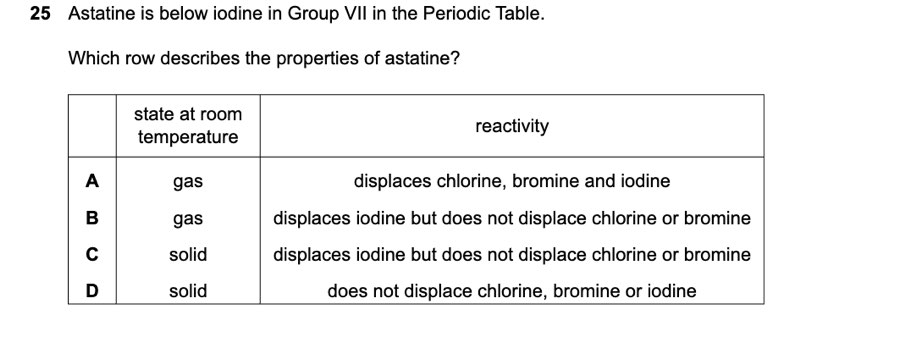 25 Astatine is below iodine in Group VII in the Periodic Table.
Which row describes the properties of astatine?
state at room temperature reactivity
A gas displaces chlorine, bromine and iodine
B gas displaces iodine but does not displace chlorine or bromine
C solid displaces iodine but does not displace chlorine or bromine
D solid does not displace chlorine, bromine or iodine